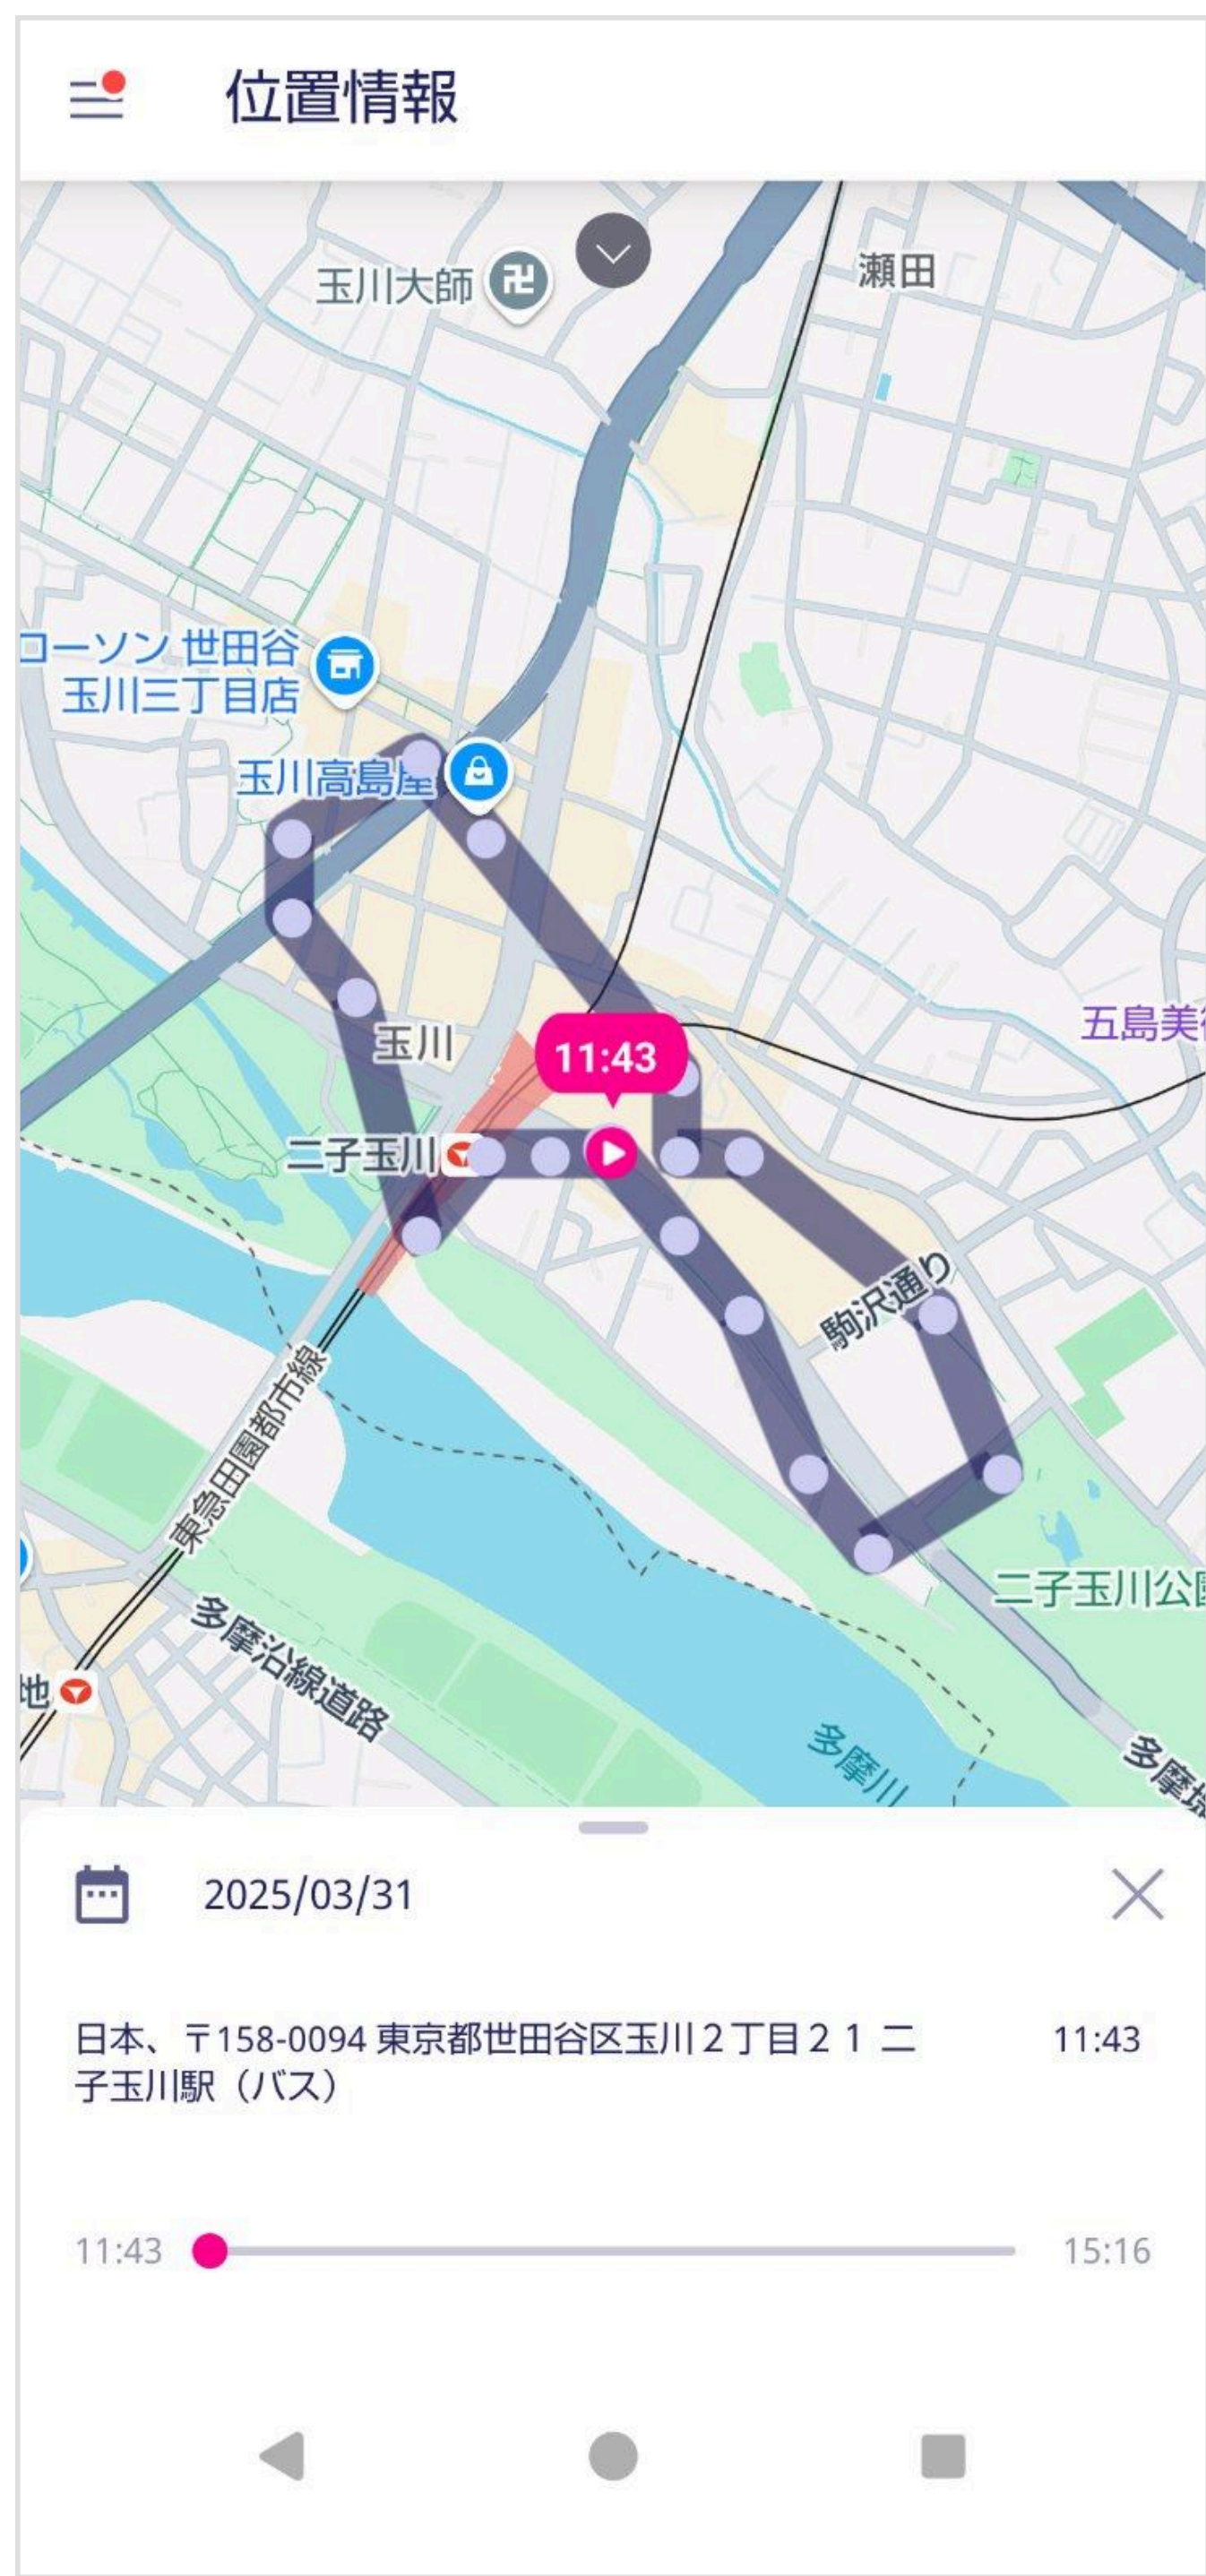 位置情報
玉川大師
瀬田
ローソン 世田谷
玉川三丁目店
玉川高島屋
五島美
玉川
11:43
二子玉川
駒沢通り
東急田園都市線
二子玉川公園
地
多摩沿線道路
多摩川
多摩堤
2025/03/31
日本、〒158-0094 東京都世田谷区玉川２丁目２１ 二
子玉川駅（バス）
11:43
11:43
15:16